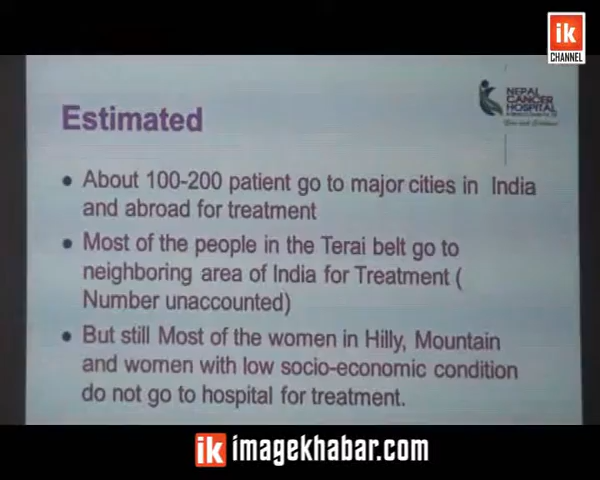 ik
CHANNEL
NEPAL
CANCER
HOSPITAL
Estimated
• About 100-200 patient go to major cities in India
and abroad for treatment
• Most of the people in the Terai belt go to
neighboring area of India for Treatment (
Number unaccounted)
• But still Most of the women in Hilly, Mountain
and women with low socio-economic condition
do not go to hospital for treatment.
ik imagekhabar.com